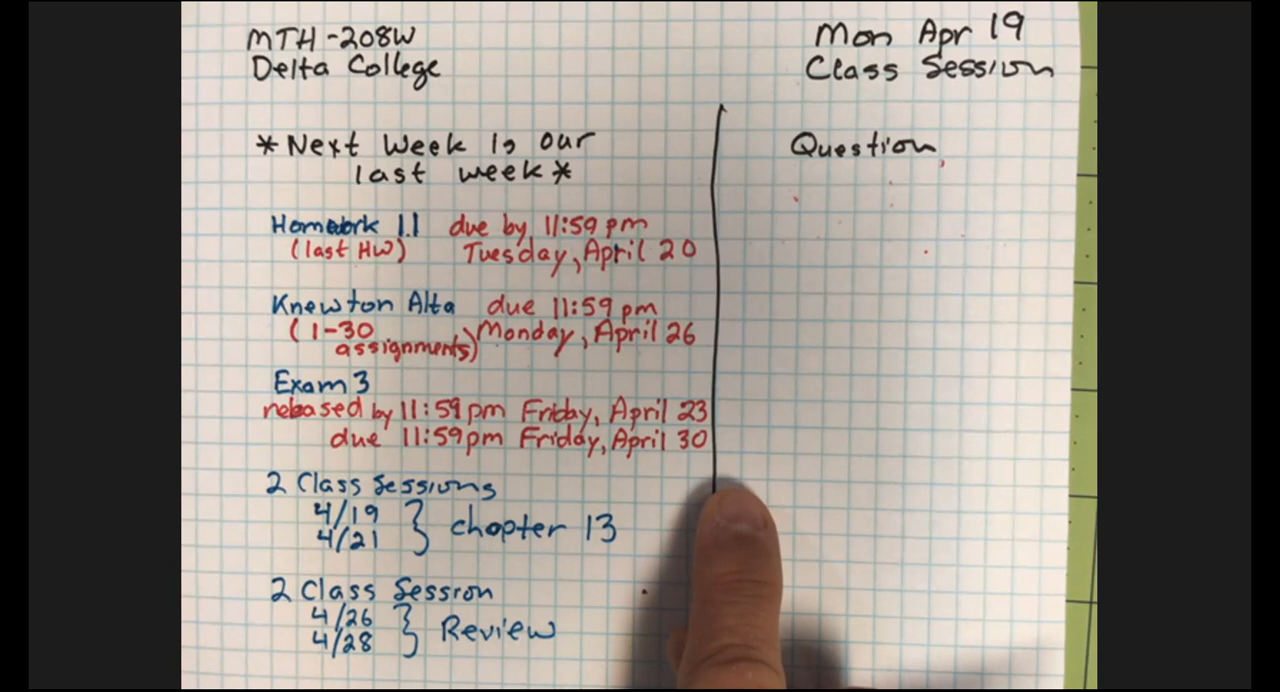 MTH-208W
Delta College
Mon Apr 19
Class Session
*Next Week Is our
last week*
Homework 11 due by 11:59 pm
(last HW) Tuesday, April 20
Knewton Alta due 11:59 pm
(1-30 Monday, April 26
assignments)
Exam 3
released by 11:59 pm Friday, April 23
due 11:59pm Friday, April 30
2 Class Sessions
4/19
4/21 } chapter 13
2 Class Session
4/26
4/28 } Review
Question